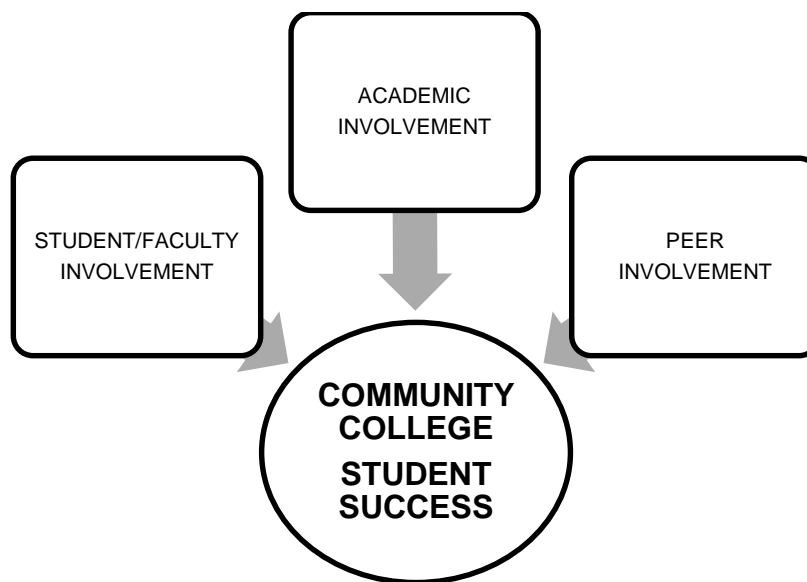 ACADEMIC
INVOLVEMENT
STUDENT/FACULTY
INVOLVEMENT
PEER
INVOLVEMENT
COMMUNITY
COLLEGE
STUDENT
SUCCESS